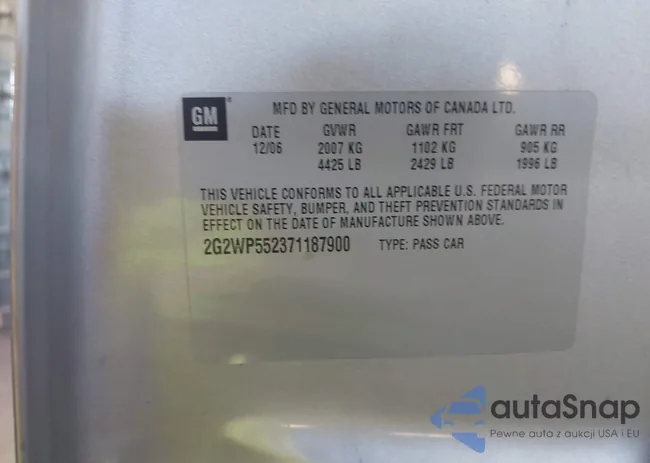 GM
MFD BY GENERAL MOTORS OF CANADA LTD.
DATE GVWR GAWR FRT GAWR RR
12/06 2007 KG 1102 KG 905 KG
4425 LB 2429 LB 1996 LB
THIS VEHICLE CONFORMS TO ALL APPLICABLE U.S. FEDERAL MOTOR
VEHICLE SAFETY, BUMPER, AND THEFT PREVENTION STANDARDS IN
EFFECT ON THE DATE OF MANUFACTURE SHOWN ABOVE.
2G2WP552371187900 TYPE: PASS CAR
autaSnap
Pewne auta z aukcji USA i EU